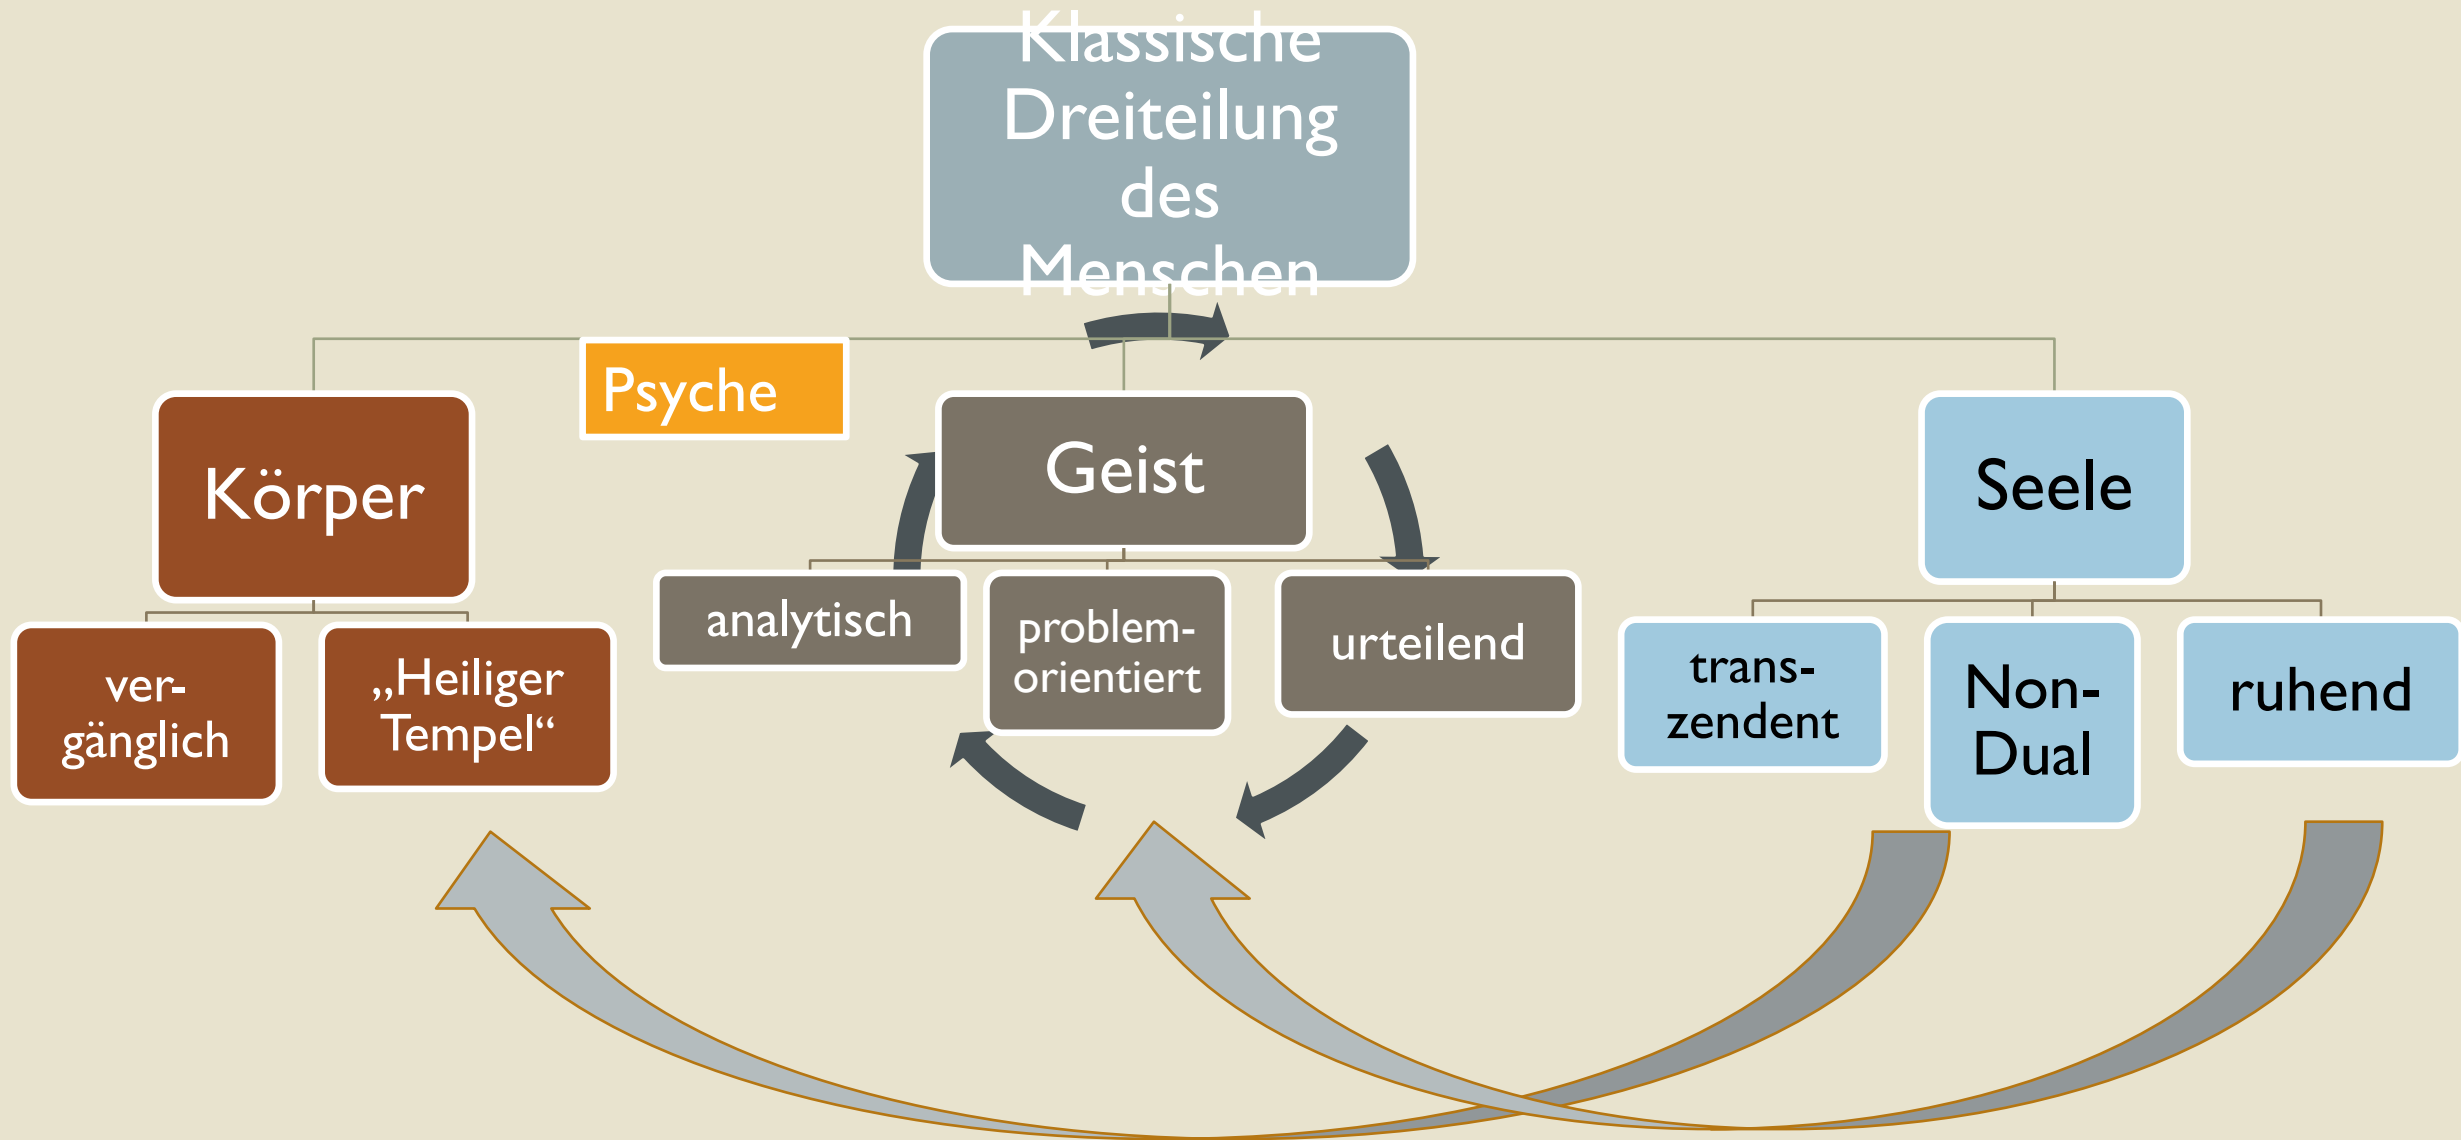 Klassische
Dreiteilung
des
Menschen
Psyche
Körper
Geist
Seele
ver-
gänglich
„Heiliger
Tempel“
analytisch
problem-
orientiert
urteilend
trans-
zendent
Non-
Dual
ruhend